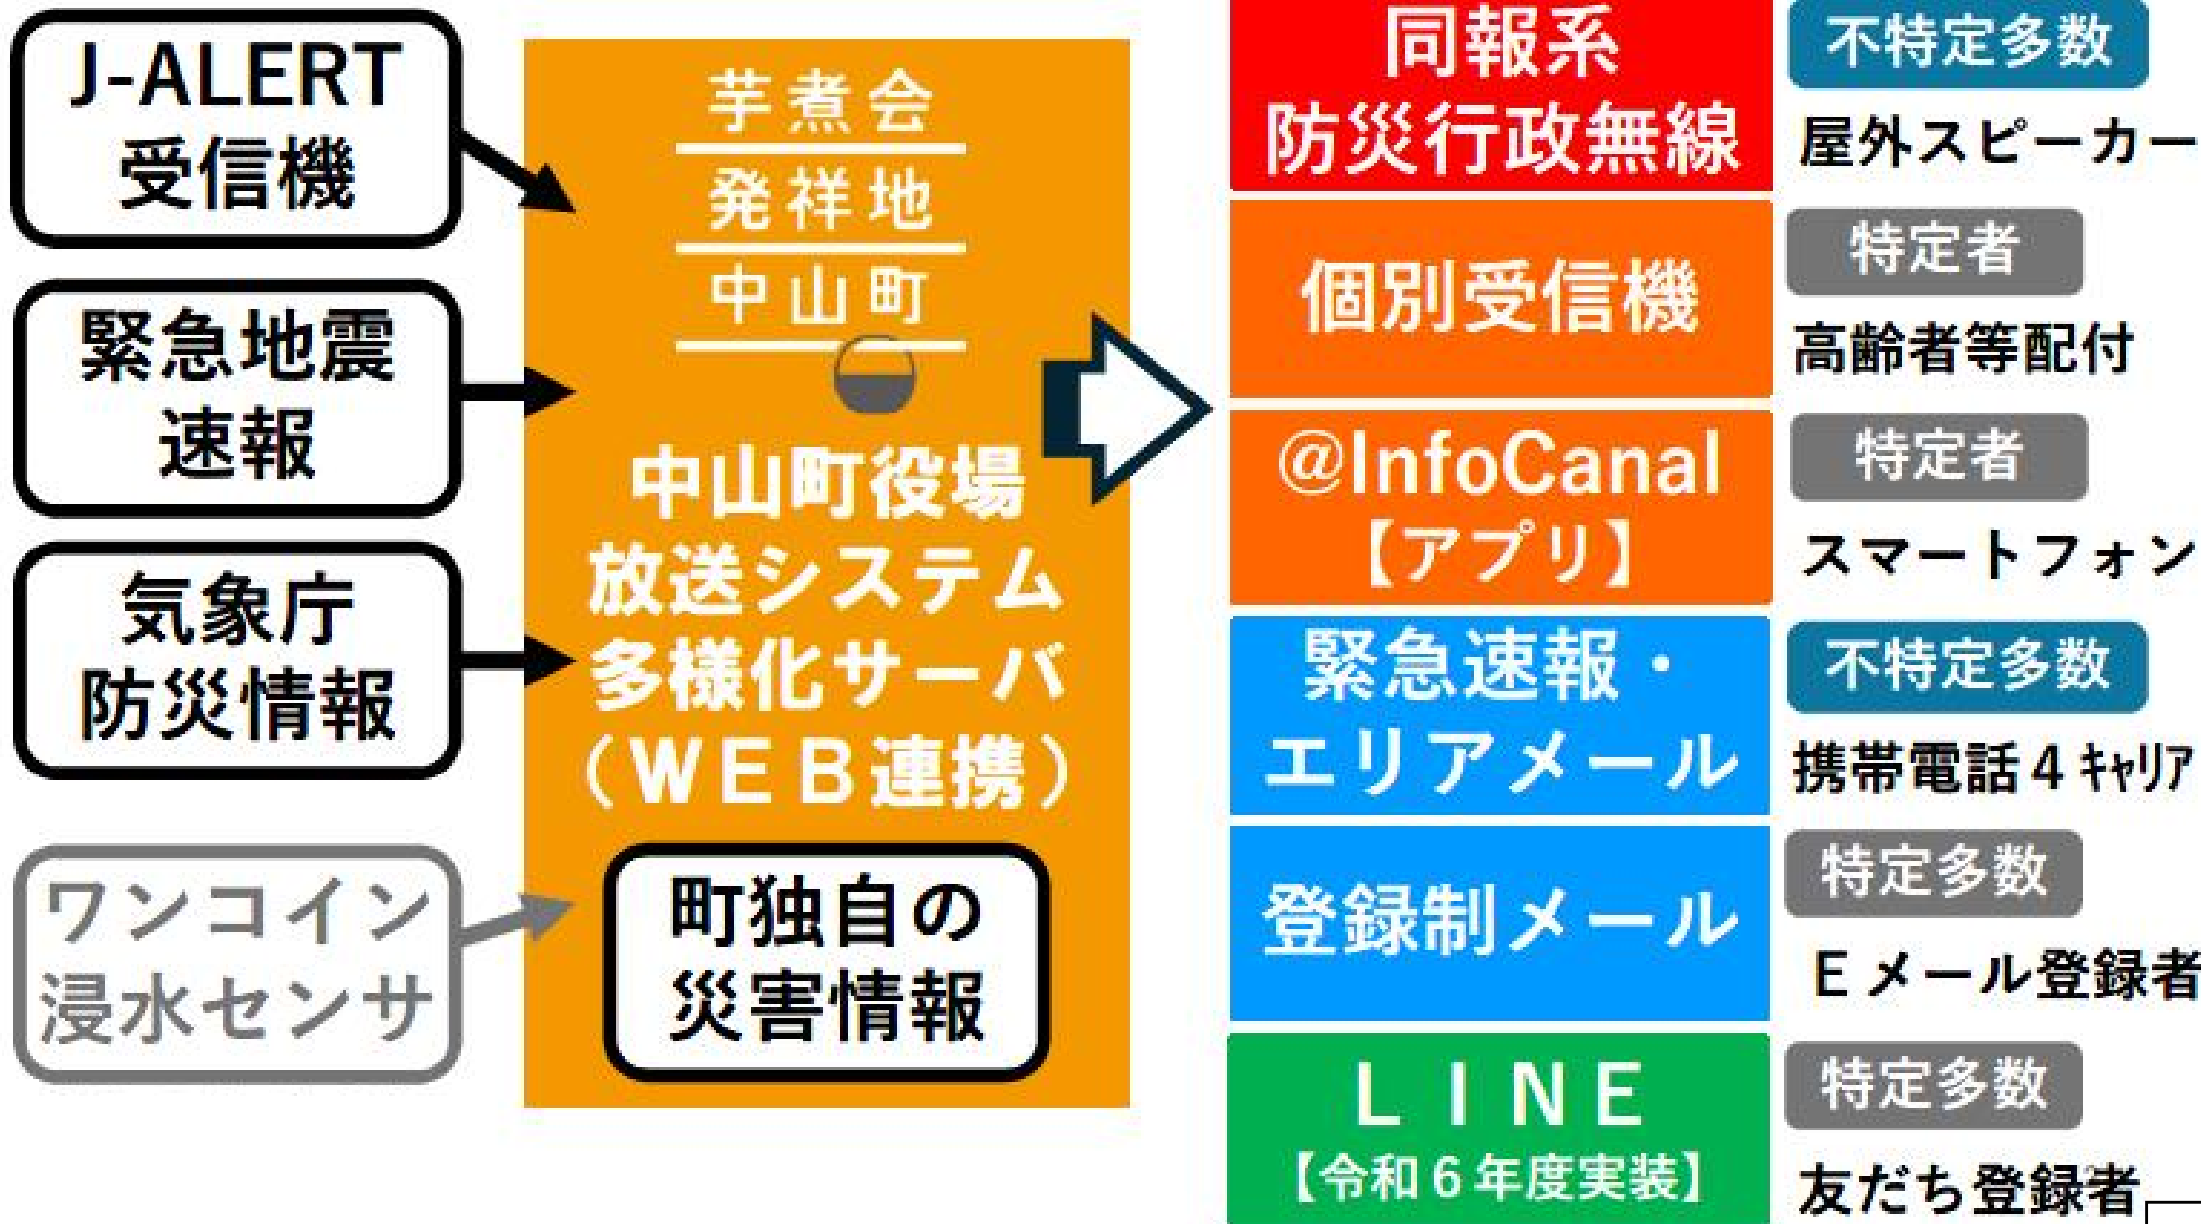 J-ALERT
受信機
緊急地震
速報
気象庁
防災情報
ワンコイン
浸水センサ
芋煮会
発祥地
中山町
中山町役場
放送システム
多様化サーバ
（ＷＥＢ連携）
町独自の
災害情報
同報系
防災行政無線
不特定多数
屋外スピーカー
個別受信機
特定者
高齢者等配付
@InfoCanal
【アプリ】
特定者
スマートフォン
緊急速報・
エリアメール
不特定多数
携帯電話４ｷｬﾘｱ
登録制メール
特定多数
Ｅメール登録者
ＬＩＮＥ
【令和６年度実装】
特定多数
友だち登録者